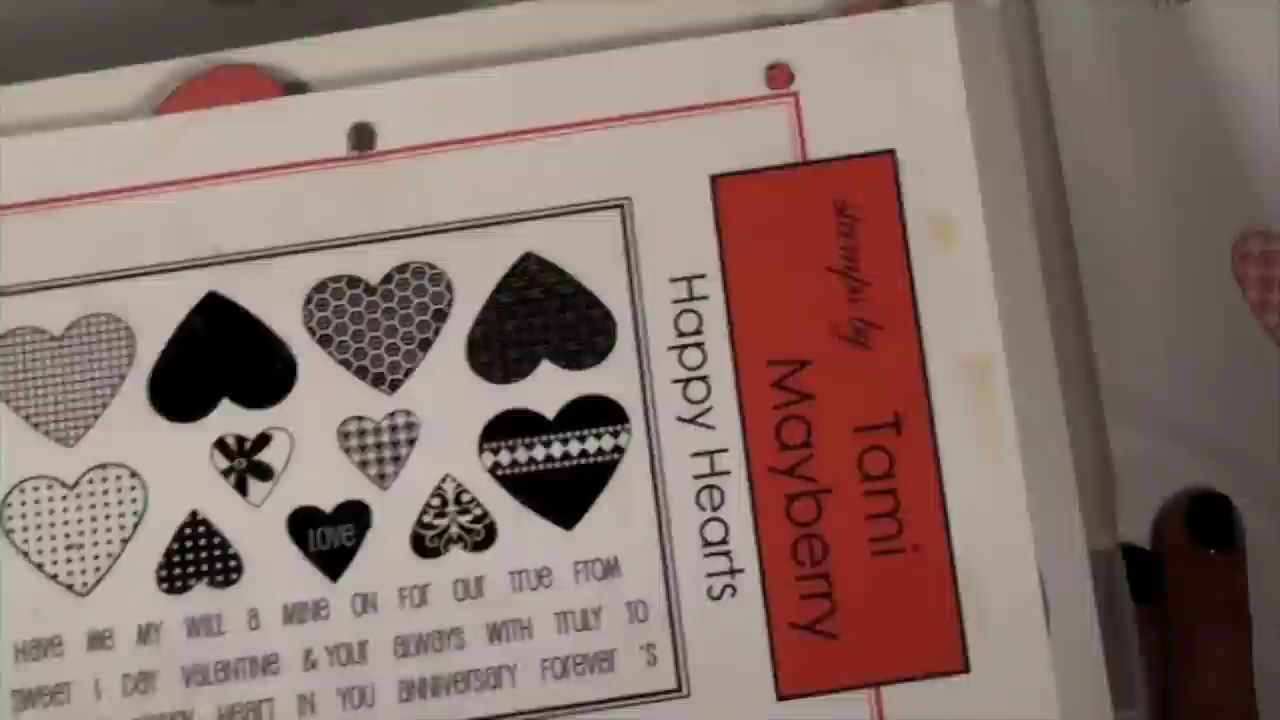 stamps by
Tami
Mayberry
Happy Hearts
LOVE
Have me my will a mine on for our true from
sweet I day valentine & your always with truly to
heart in you anniversary forever 's